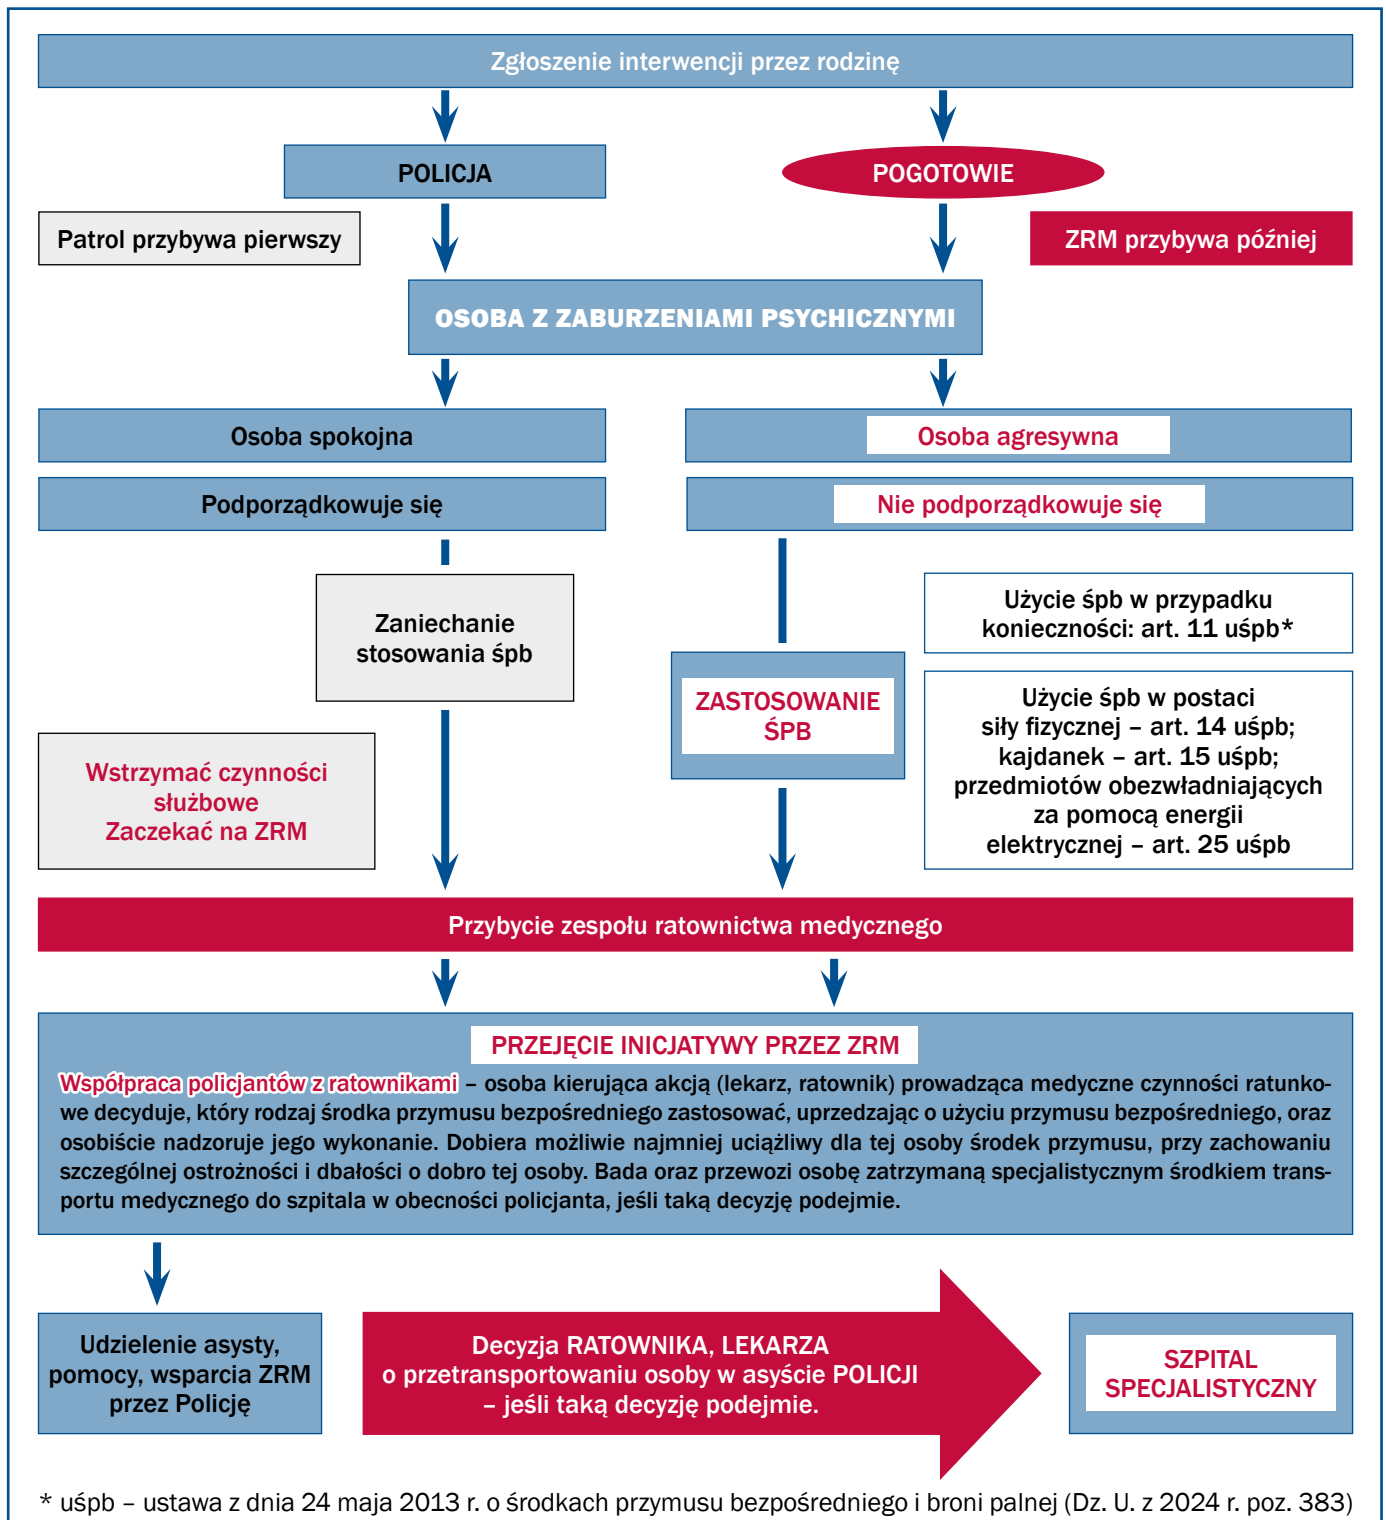 Zgłoszenie interwencji przez rodzinę
POLICJA
POGOTOWIE
Patrol przybywa pierwszy
ZRM przybywa później
OSOBA Z ZABURZENIAMI PSYCHICZNYMI
Osoba spokojna
Osoba agresywna
Podporządkowuje się
Nie podporządkowuje się
Zaniechanie
stosowania śpb
Użycie śpb w przypadku
konieczności: art. 11 uśpb*
ZASTOSOWANIE
ŚPB
Użycie śpb w postaci
siły fizycznej – art. 14 uśpb;
kajdanek – art. 15 uśpb;
przedmiotów obezwładniających
za pomocą energii
elektrycznej – art. 25 uśpb
Wstrzymać czynności
służbowe
Zaczekać na ZRM
Przybycie zespołu ratownictwa medycznego
PRZEJĘCIE INICJATYWY PRZEZ ZRM
Współpraca policjantów z ratownikami – osoba kierująca akcją (lekarz, ratownik) prowadząca medyczne czynności ratunko-
we decyduje, który rodzaj środka przymusu bezpośredniego zastosować, uprzedzając o użyciu przymusu bezpośredniego, oraz
osobiście nadzoruje jego wykonanie. Dobiera możliwie najmniej uciążliwy dla tej osoby środek przymusu, przy zachowaniu
szczególnej ostrożności i dbałości o dobro tej osoby. Bada oraz przewozi osobę zatrzymaną specjalistycznym środkiem trans-
portu medycznego do szpitala w obecności policjanta, jeśli taką decyzję podejmie.
Udzielenie asysty,
pomocy, wsparcia ZRM
przez Policję
Decyzja RATOWNIKA, LEKARZA
o przetransportowaniu osoby w asyście POLICJI
– jeśli taką decyzję podejmie.
SZPITAL
SPECJALISTYCZNY
* uśpb – ustawa z dnia 24 maja 2013 r. o środkach przymusu bezpośredniego i broni palnej (Dz. U. z 2024 r. poz. 383)